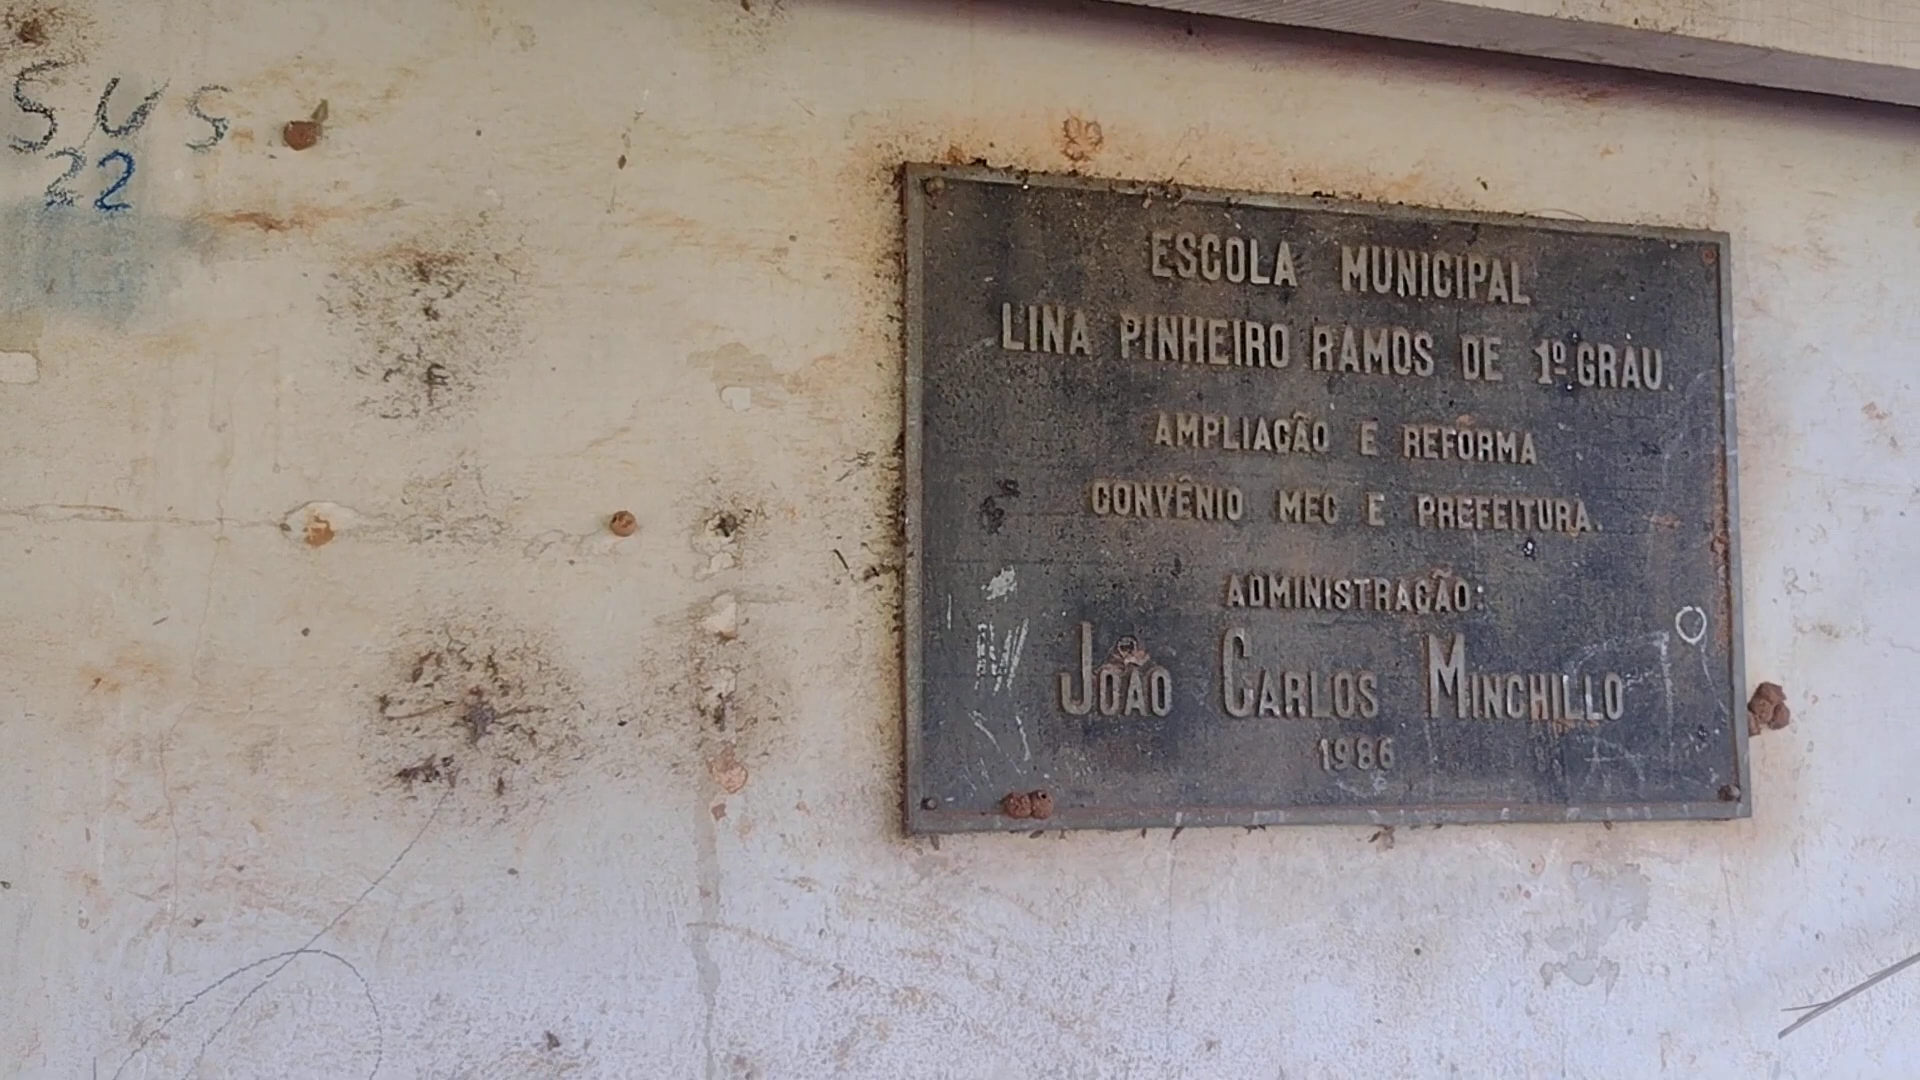 SUS
22
ESCOLA MUNICIPAL
LINA PINHEIRO RAMOS DE 1º GRAU.
AMPLIAÇÃO E REFORMA
CONVÊNIO MEC E PREFEITURA.
ADMINISTRAÇÃO:
JOÃO CARLOS MINCHILLO
1986